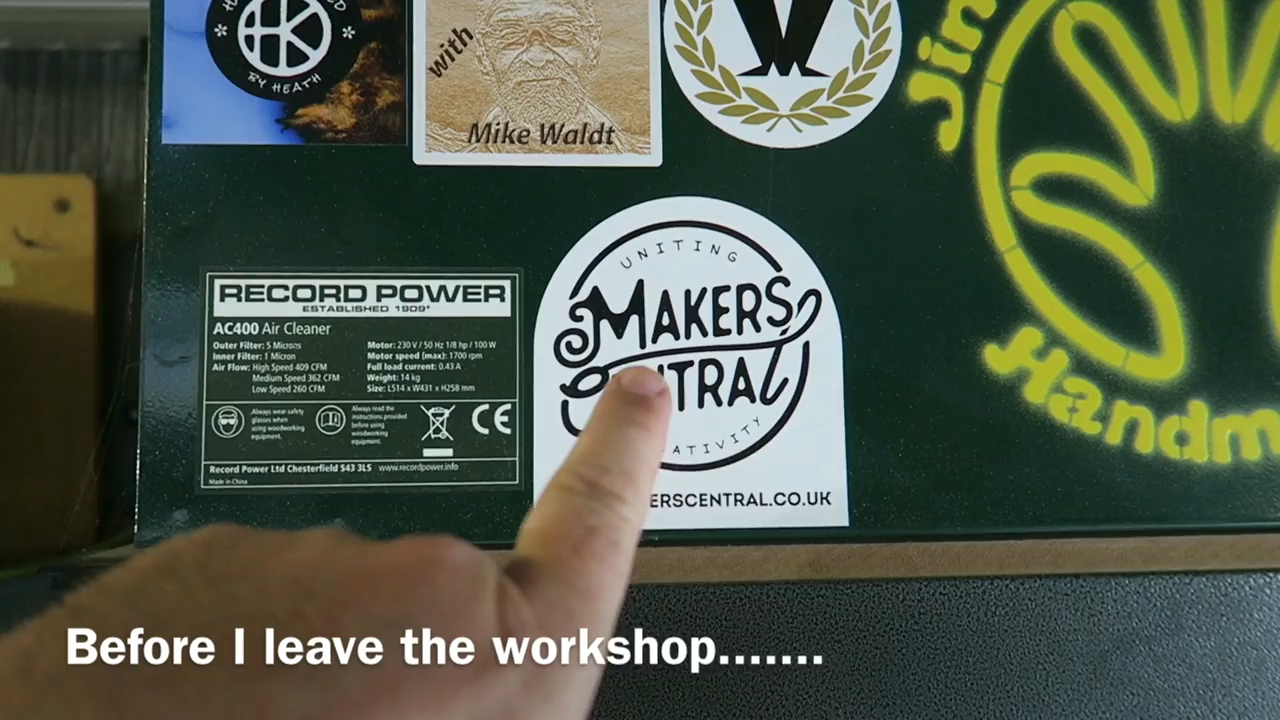 BY HEATH
with
Mike Waldt
W
Jim
Handm
UNITING
MAKERS
NTRAL
ATIVITY
ERSCENTRAL.CO.UK
RECORD POWER
ESTABLISHED 1909'
AC400 Air Cleaner
Outer Filter: 5 Microns
Inner Filter: 1 Micron
Air Flow: High Speed 409 CFM
Medium Speed 362 CFM
Low Speed 260 CFM
Motor: 230 V / 50 Hz 1/8 hp / 100 W
Motor speed (max): 1700 rpm
Full load current: 0.43 A
Weight: 14 kg
Size: L514 x W431 x H258 mm
Always wear safety
glasses when
using woodworking
equipment.
Always read the
instructions provided
before using
woodworking
equipment.
CE
Record Power Ltd Chesterfield S43 3LS www.recordpower.info
Made in China
Before I leave the workshop.......